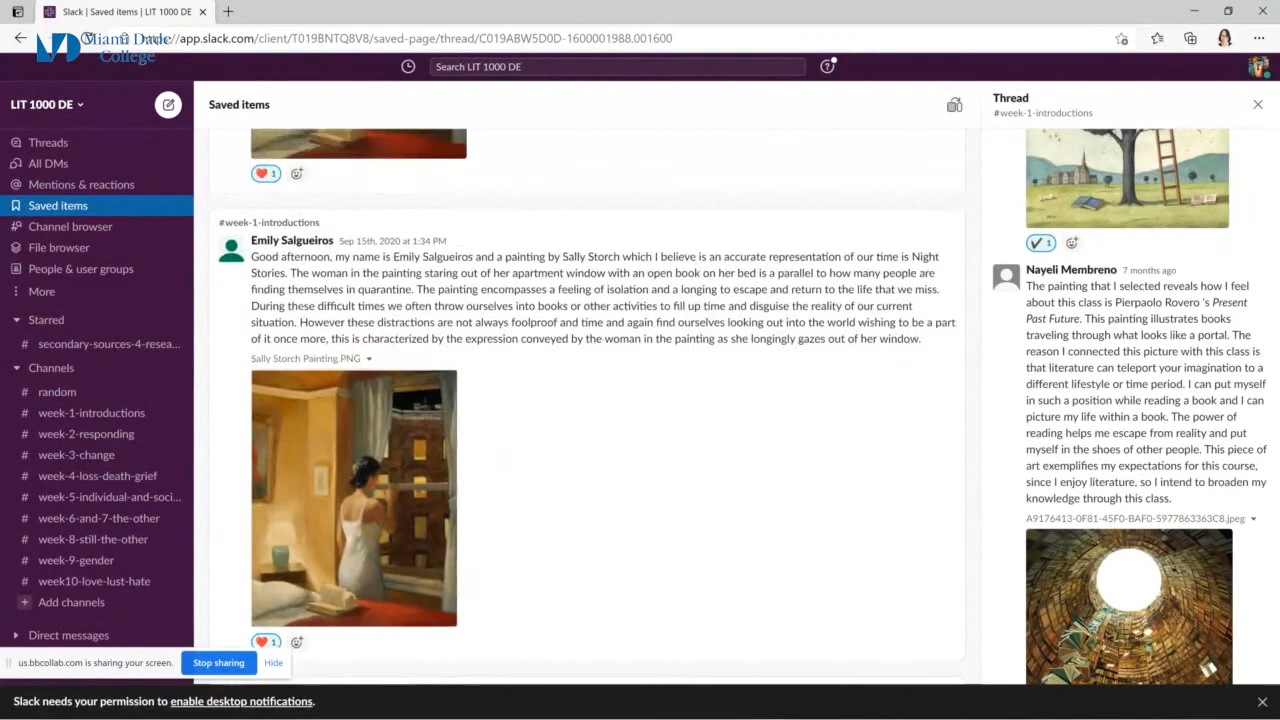 Slack | Saved items | LIT 1000 DE
Miami Dade
College
//app.slack.com/client/T019BNTQ8V8/saved-page/thread/C019ABW5D0D-1600001988.001600
Search LIT 1000 DE
LIT 1000 DE
Threads
All DMs
Mentions & reactions
Saved items
Channel browser
File browser
People & user groups
More
Starred
# secondary-sources-4-resea...
Channels
# random
# week-1-introductions
# week-2-responding
# week-3-change
# week-4-loss-death-grief
# week-5-individual-and-soci...
# week-6-and-7-the-other
# week-8-still-the-other
# week-9-gender
# week10-love-lust-hate
+ Add channels
Direct messages
Saved items
1
#week-1-introductions
Emily Salgueiros Sep 15th, 2020 at 1:34 PM
Good afternoon, my name is Emily Salgueiros and a painting by Sally Storch which I believe is an accurate representation of our time is Night
Stories. The woman in the painting staring out of her apartment window with an open book on her bed is a parallel to how many people are
finding themselves in quarantine. The painting encompasses a feeling of isolation and a longing to escape and return to the life that we miss.
During these difficult times we often throw ourselves into books or other activities to fill up time and disguise the reality of our current
situation. However these distractions are not always foolproof and time and again find ourselves looking out into the world wishing to be a part
of it once more, this is characterized by the expression conveyed by the woman in the painting as she longingly gazes out of her window.
Sally Storch Painting.PNG
1
Thread
#week-1-introductions
1
Nayeli Membreno 7 months ago
The painting that I selected reveals how I feel
about this class is Pierpaolo Rovero 's Present
Past Future. This painting illustrates books
traveling through what looks like a portal. The
reason I connected this picture with this class is
that literature can teleport your imagination to a
different lifestyle or time period. I can put myself
in such a position while reading a book and I can
picture my life within a book. The power of
reading helps me escape from reality and put
myself in the shoes of other people. This piece of
art exemplifies my expectations for this course,
since I enjoy literature, so I intend to broaden my
knowledge through this class.
A9176413-0F81-45F0-BAF0-5977863363C8.jpeg
us.bbcollab.com is sharing your screen.
Stop sharing
Hide
Slack needs your permission to enable desktop notifications.